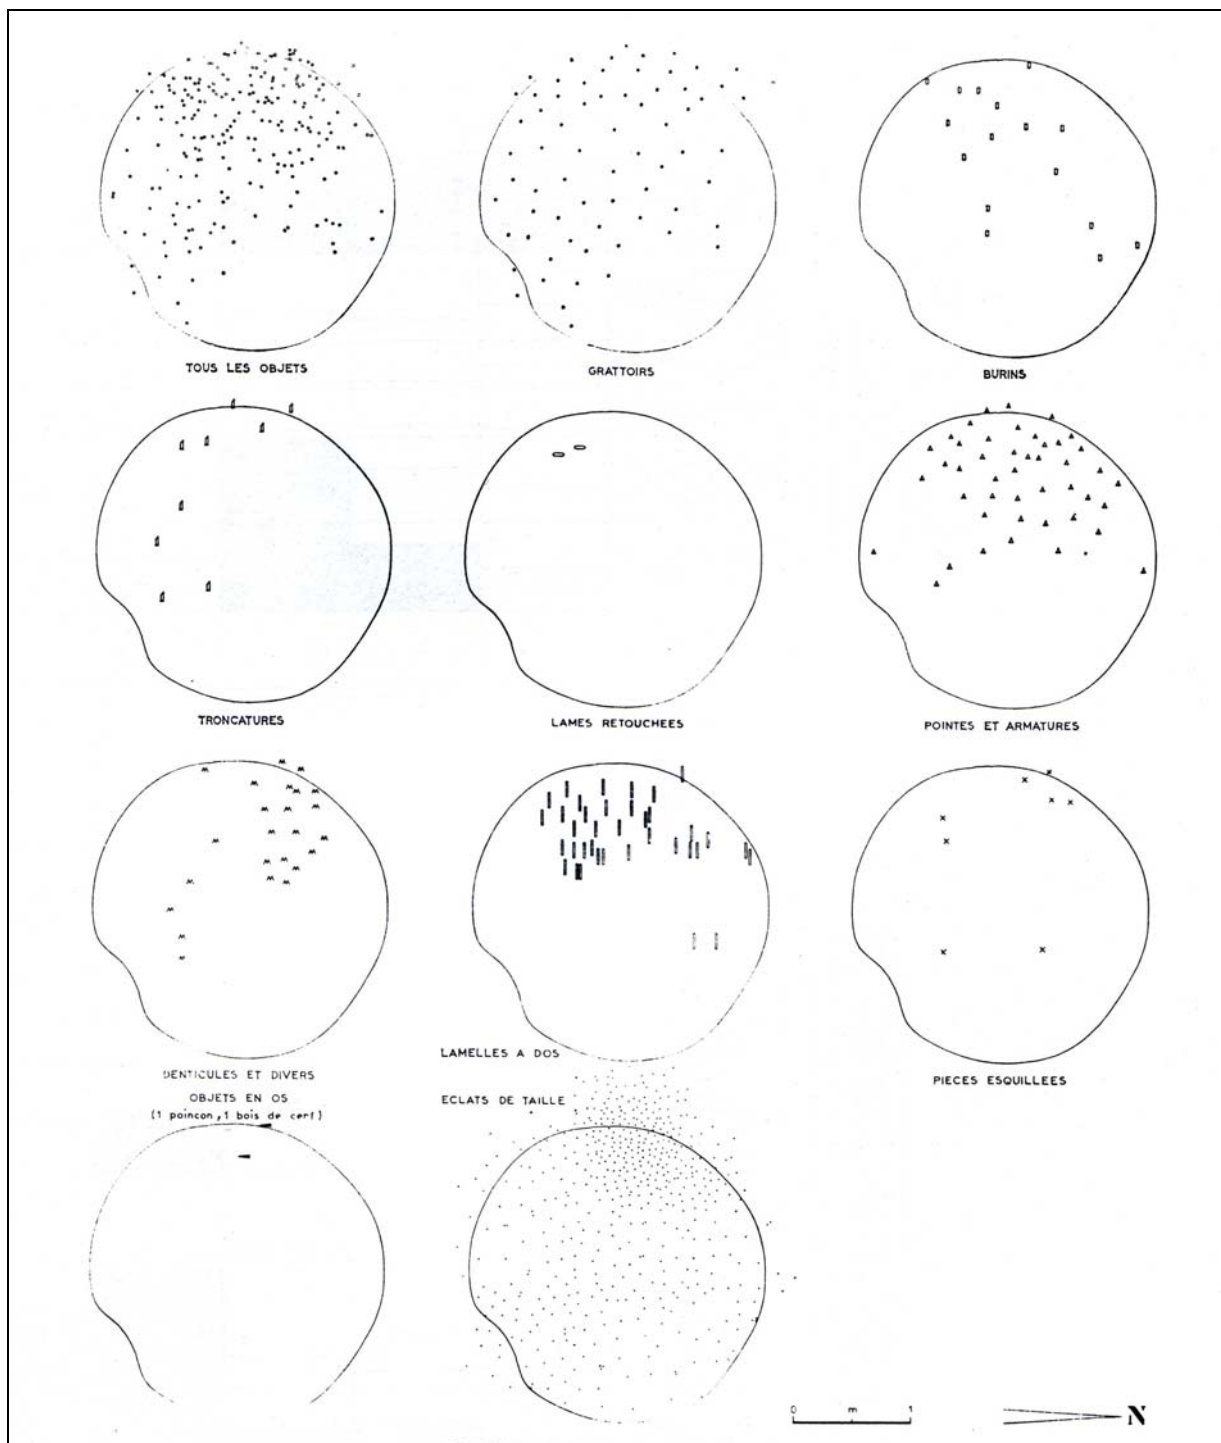 TOUS LES OBJETS
GRATTOIRS
BURINS
TRONCATURES
LAMES RETOUCHEES
POINTES ET ARMATURES
DENTICULES ET DIVERS
LAMELLES A DOS
PIECES ESQUILLEES
OBJETS EN OS
(1 poincon, 1 bois de cerf)
ECLATS DE TAILLE
0 m 1
N